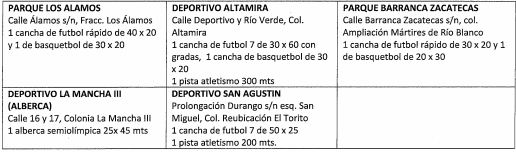 PARQUE LOS ALAMOS
Calle Álamos s/n, Fracc. Los Álamos
1 cancha de futbol rápido de 40 x 20
y 1 de basquetbol de 30 x 20
DEPORTIVO ALTAMIRA
Calle Deportivo y Río Verde, Col.
Altamira
1 cancha de futbol 7 de 30 x 60 con
gradas, 1 cancha de basquetbol de 30
x 20
1 pista atletismo 300 mts
PARQUE BARRANCA ZACATECAS
Calle Barranca Zacatecas s/n, col.
Ampliación Mártires de Río Blanco
1 cancha de futbol rápido de 30 x 20 y 1
de basquetbol de 20 x 30
DEPORTIVO LA MANCHA III
(ALBERCA)
Calle 16 y 17, Colonia La Mancha III
1 alberca semiolímpica 25x 45 mts
DEPORTIVO SAN AGUSTIN
Prolongación Durango s/n esq. San
Miguel, Col. Reubicación El Torito
1 cancha de futbol 7 de 50 x 25
1 pista atletismo 200 mts.